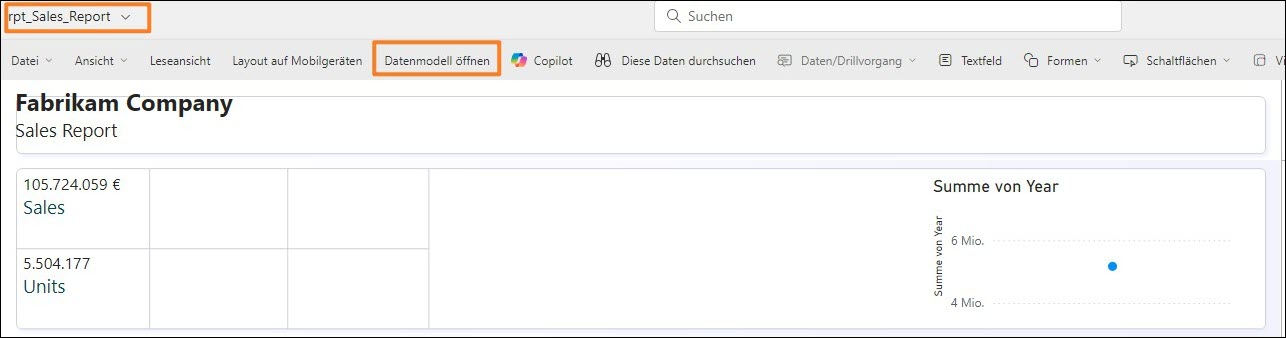 rpt_Sales_Report
Suchen
Datei Ansicht Leseansicht Layout auf Mobilgeräten Datenmodell öffnen Copilot Diese Daten durchsuchen Daten/Drillvorgang Textfeld Formen Schaltflächen Vi
Fabrikam Company
Sales Report
105.724.059 €
Sales
5.504.177
Units
Summe von Year
Summe von Year
6 Mio.
4 Mio.